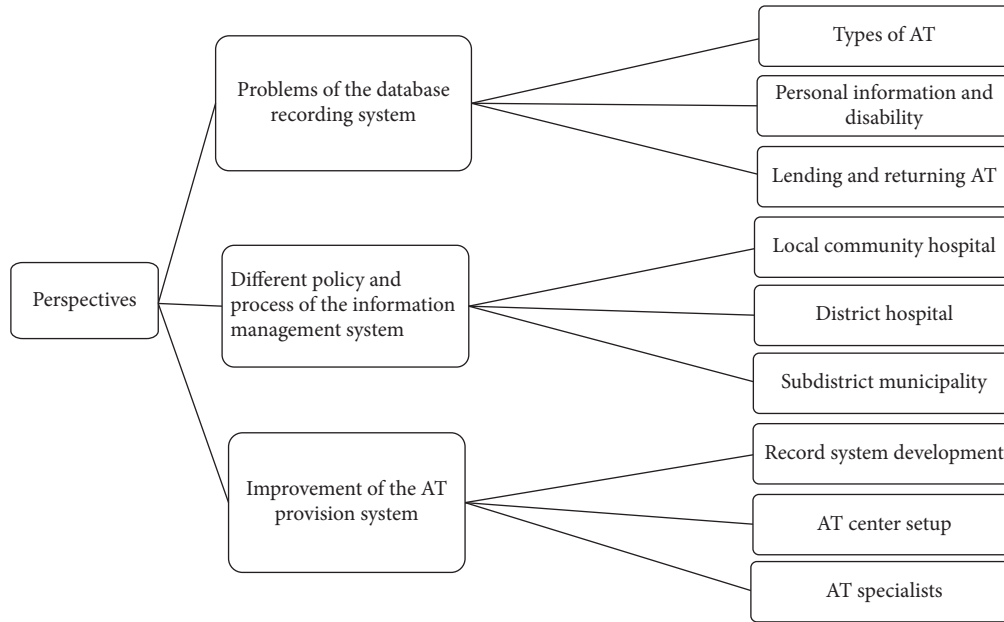 Perspectives
Problems of the database
recording system
Types of AT
Personal information and
disability
Lending and returning AT
Different policy and
process of the information
management system
Local community hospital
District hospital
Subdistrict municipality
Improvement of the AT
provision system
Record system development
AT center setup
AT specialists